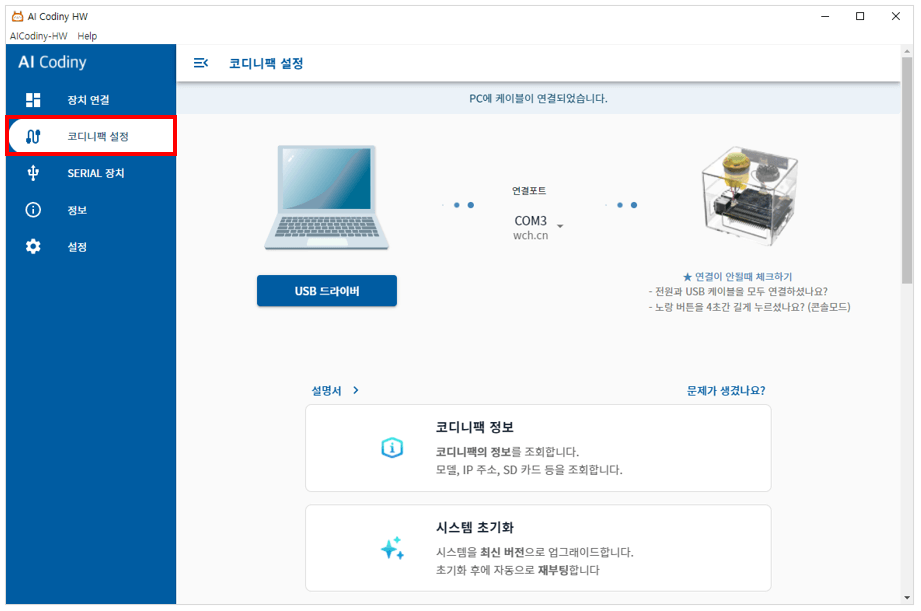 AI Codiny HW
AICodiny-HW Help
AI Codiny
장치 연결
코디니팩 설정
SERIAL 장치
정보
설정
코디니팩 설정
PC에 케이블이 연결되었습니다.
연결포트
COM3
wch.cn
USB 드라이버
★ 연결이 안될때 체크하기
- 전원과 USB 케이블을 모두 연결하셨나요?
- 노랑 버튼을 4초간 길게 누르셨나요? (콘솔모드)
설명서
문제가 생겼나요?
코디니팩 정보
코디니팩의 정보를 조회합니다.
모델, IP 주소, SD 카드 등을 조회합니다.
시스템 초기화
시스템을 최신 버전으로 업그레이드합니다.
초기화 후에 자동으로 재부팅합니다